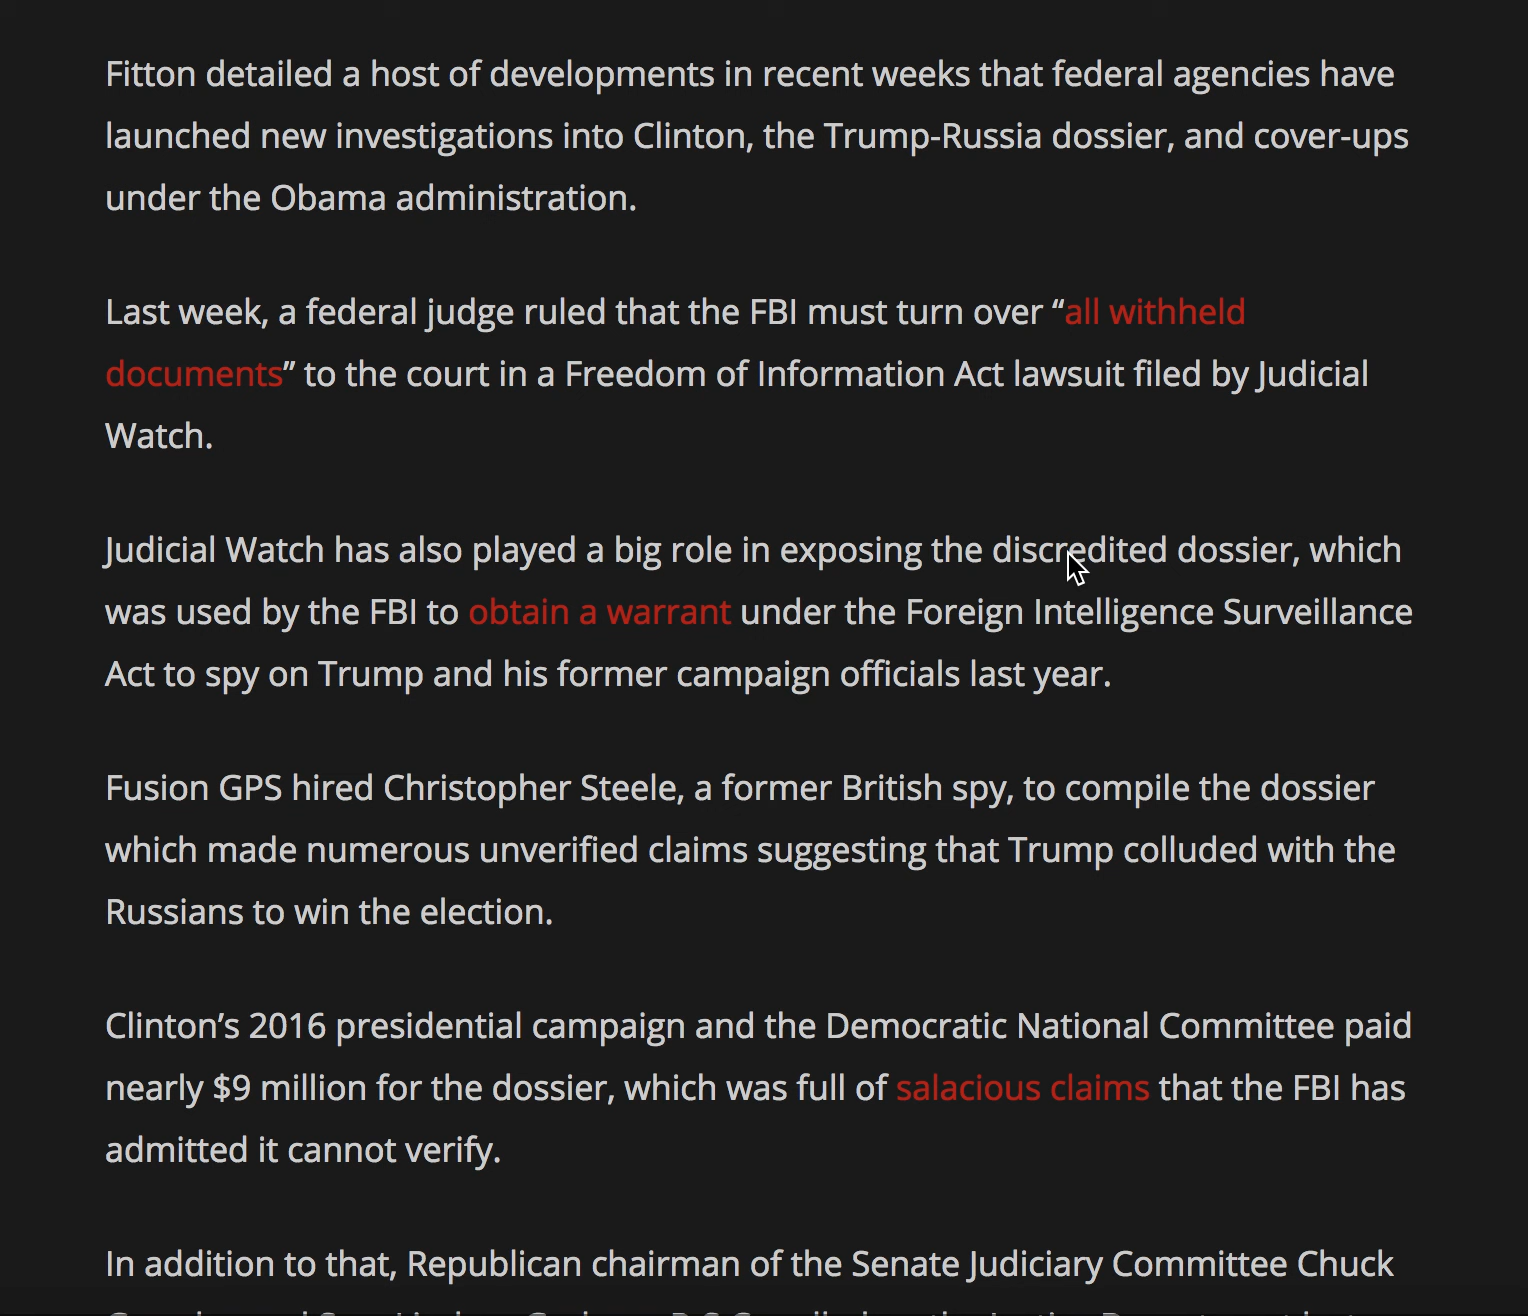 Fitton detailed a host of developments in recent weeks that federal agencies have
launched new investigations into Clinton, the Trump-Russia dossier, and cover-ups
under the Obama administration.
Last week, a federal judge ruled that the FBI must turn over “all withheld
documents” to the court in a Freedom of Information Act lawsuit filed by Judicial
Watch.
Judicial Watch has also played a big role in exposing the discredited dossier, which
was used by the FBI to obtain a warrant under the Foreign Intelligence Surveillance
Act to spy on Trump and his former campaign officials last year.
Fusion GPS hired Christopher Steele, a former British spy, to compile the dossier
which made numerous unverified claims suggesting that Trump colluded with the
Russians to win the election.
Clinton’s 2016 presidential campaign and the Democratic National Committee paid
nearly $9 million for the dossier, which was full of salacious claims that the FBI has
admitted it cannot verify.
In addition to that, Republican chairman of the Senate Judiciary Committee Chuck